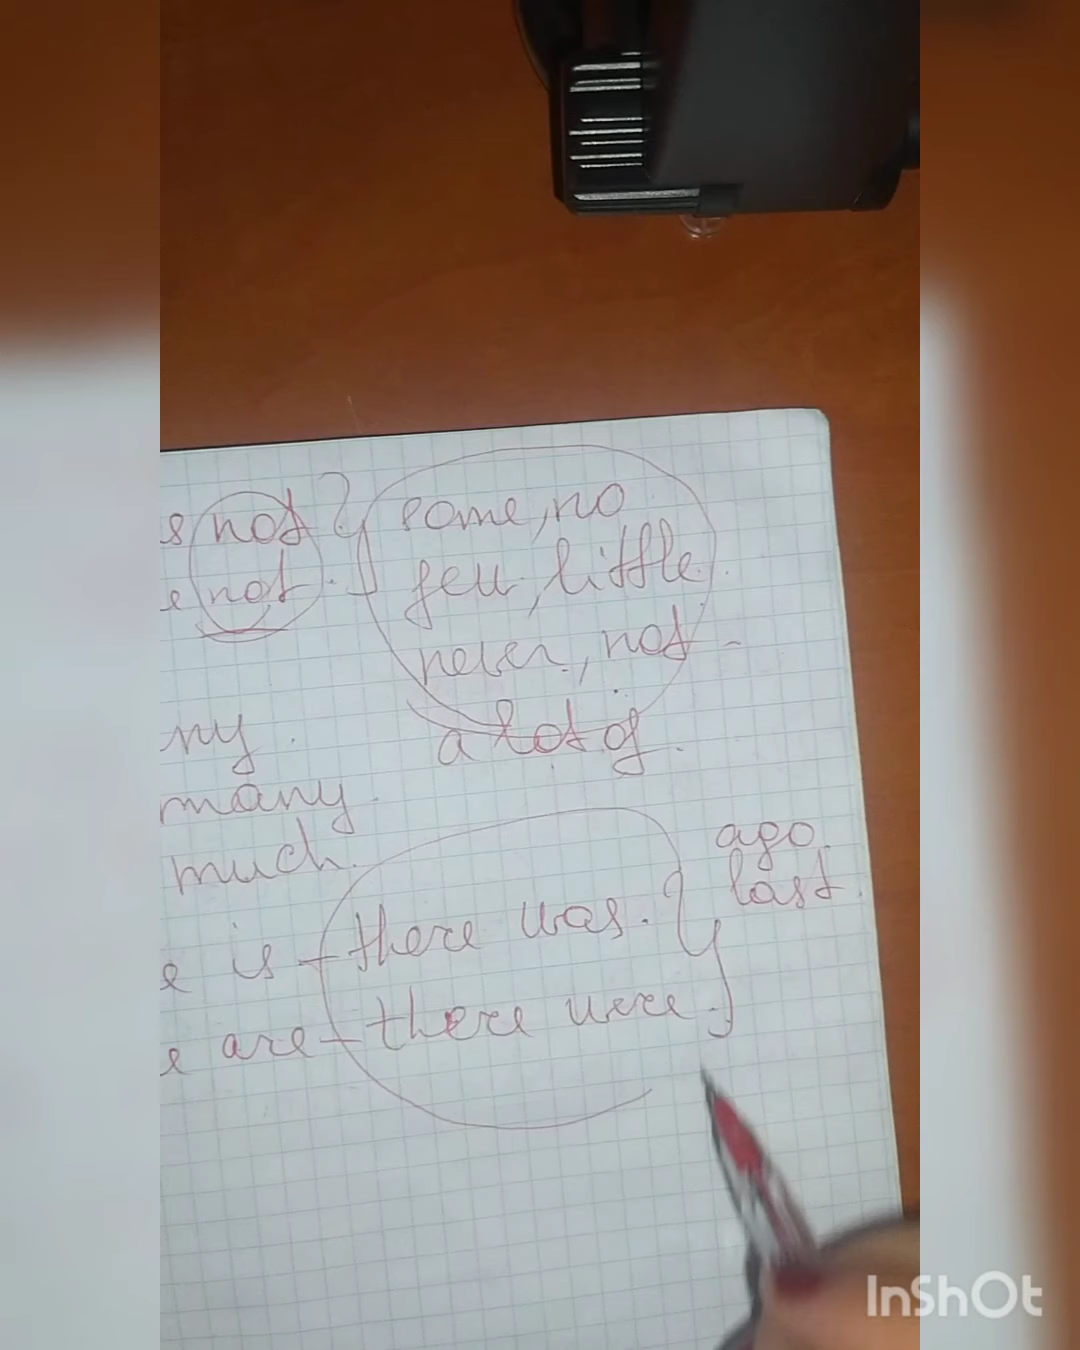 s not } some, no
e not. few, little.
never, not -
ny. a lot of.
many.
much.
ago.
last.
e is - there was. }
e are - there were.
InShOt